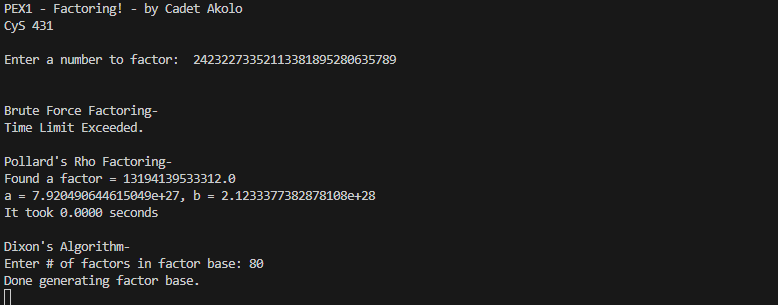 PEX1 - Factoring! - by Cadet Akolo
CyS 431
Enter a number to factor:  24232273352113381895280635789
Brute Force Factoring-
Time Limit Exceeded.
Pollard's Rho Factoring-
Found a factor = 13194139533312.0
a = 7.920490644615049e+27, b = 2.1233377382878108e+28
It took 0.0000 seconds
Dixon's Algorithm-
Enter # of factors in factor base: 80
Done generating factor base.